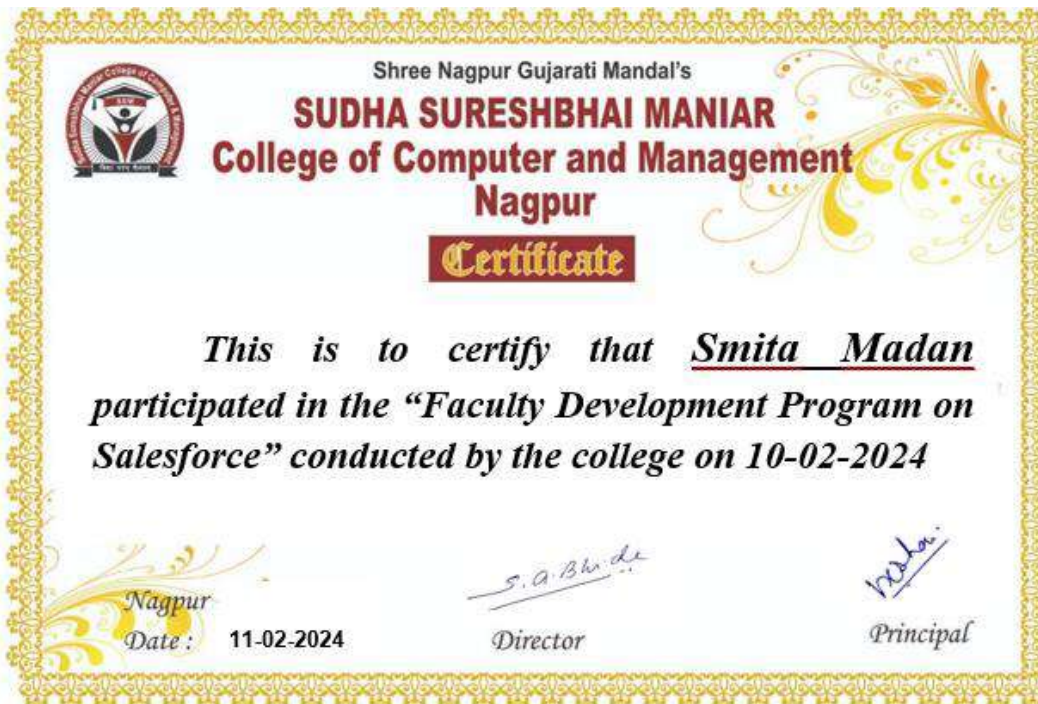 Shree Nagpur Gujarati Mandal's
SUDHA SURESHBHAI MANIAR
College of Computer and Management
Nagpur
Certificate
This is to certify that Smita Madan
participated in the “Faculty Development Program on
Salesforce” conducted by the college on 10-02-2024
S.A. Bhide
Nagpur
Date : 11-02-2024
Director
Principal